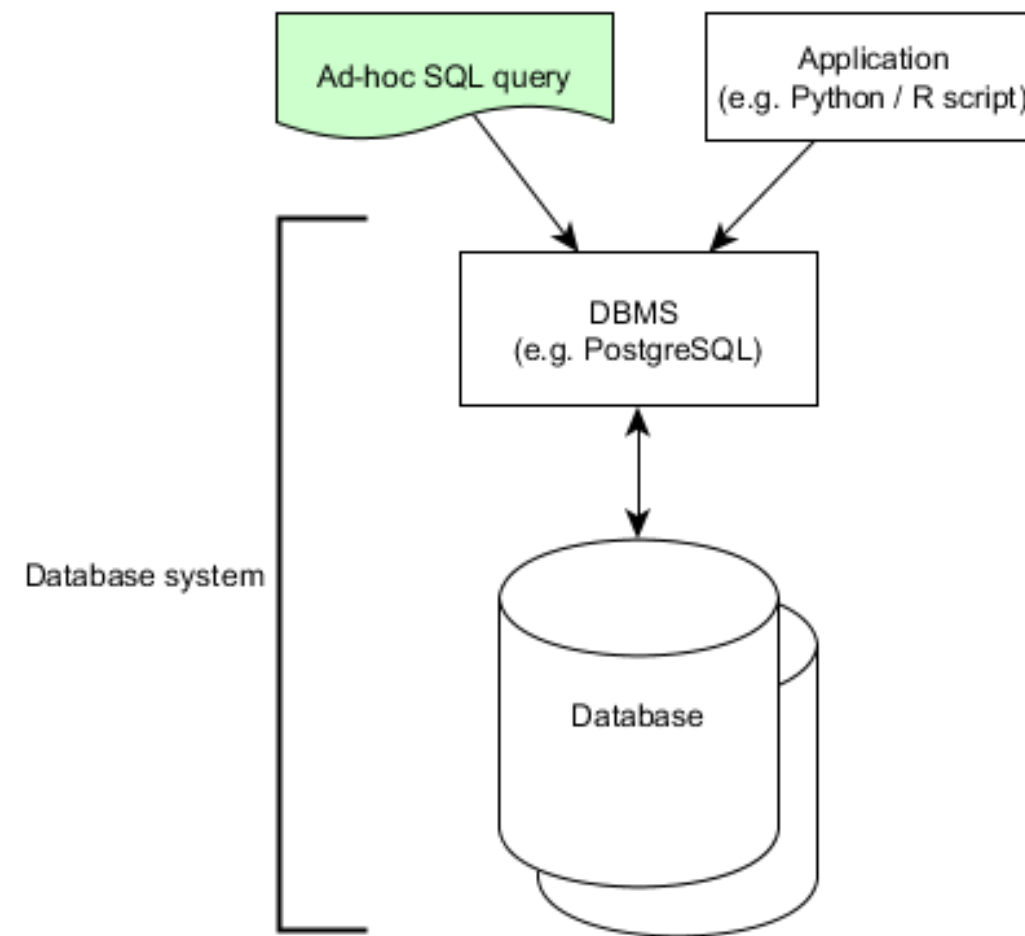 Ad-hoc SQL query
Application
(e.g. Python / R script)
DBMS
(e.g. PostgreSQL)
Database system
Database